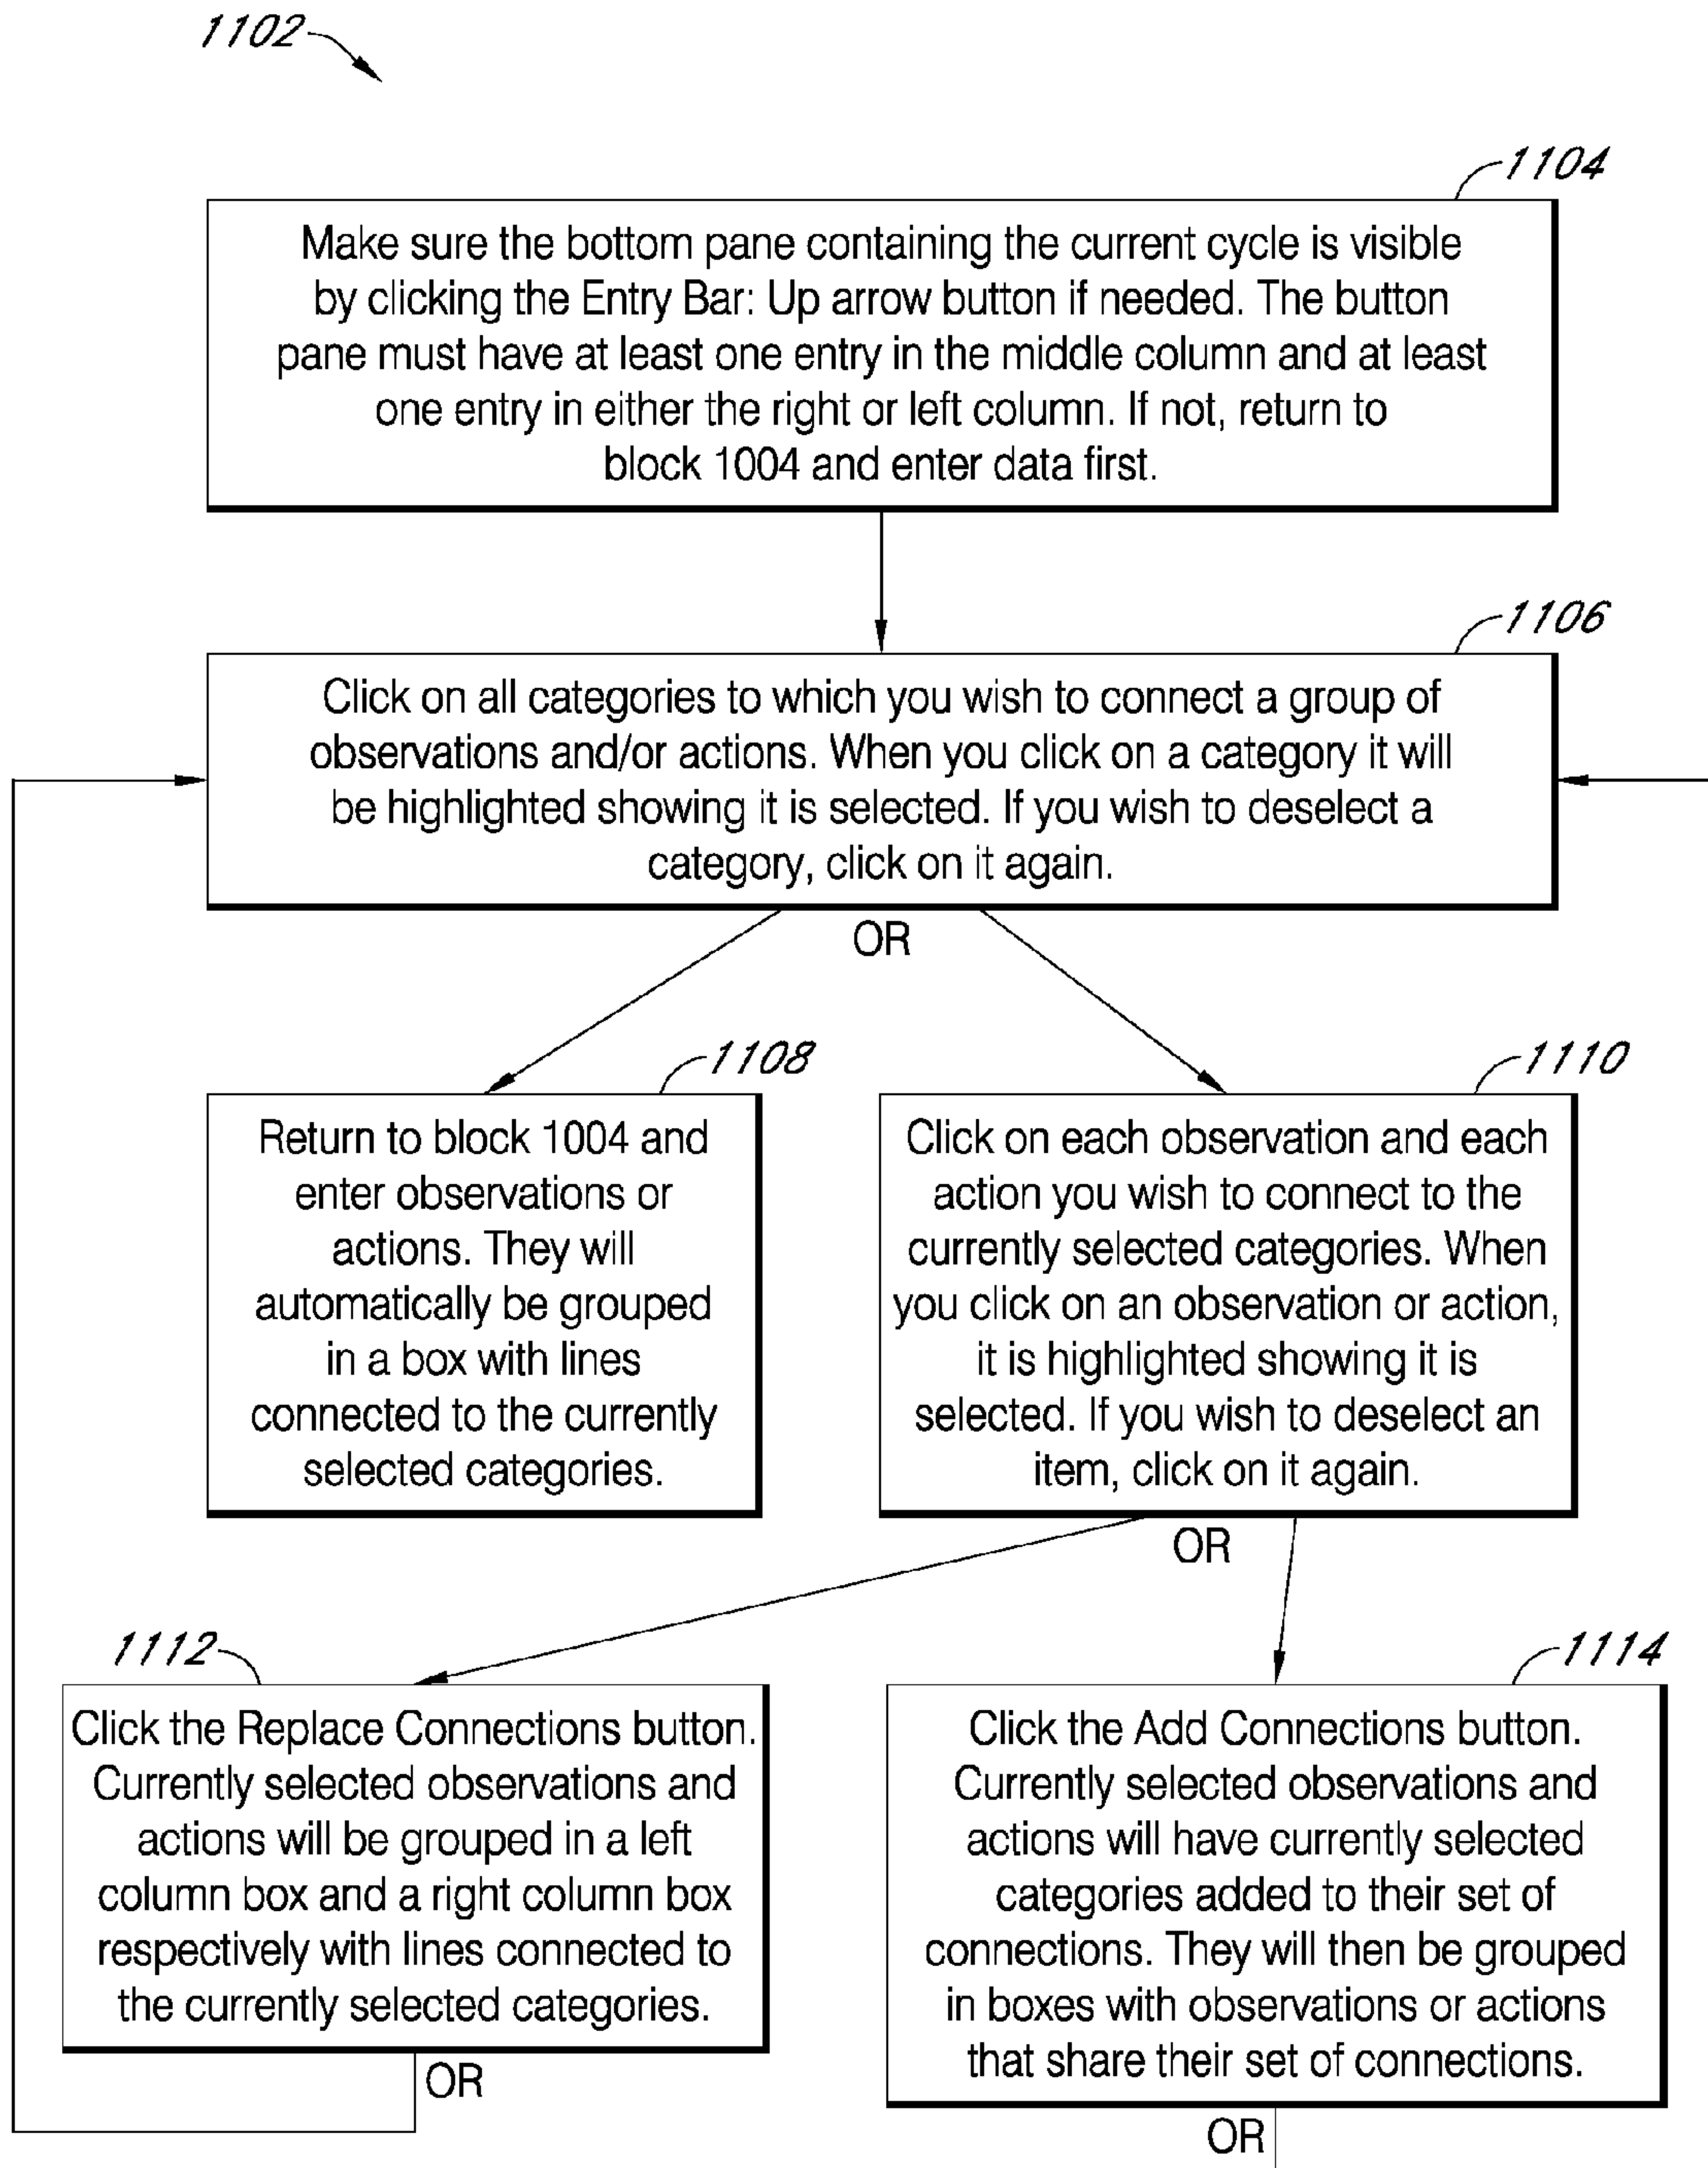 1102
1104
Make sure the bottom pane containing the current cycle is visible
by clicking the Entry Bar: Up arrow button if needed. The button
pane must have at least one entry in the middle column and at least
one entry in either the right or left column. If not, return to
block 1004 and enter data first.
1106
Click on all categories to which you wish to connect a group of
observations and/or actions. When you click on a category it will
be highlighted showing it is selected. If you wish to deselect a
category, click on it again.
OR
1108
Return to block 1004 and
enter observations or
actions. They will
automatically be grouped
in a box with lines
connected to the currently
selected categories.
1110
Click on each observation and each
action you wish to connect to the
currently selected categories. When
you click on an observation or action,
it is highlighted showing it is
selected. If you wish to deselect an
item, click on it again.
OR
1112
Click the Replace Connections button.
Currently selected observations and
actions will be grouped in a left
column box and a right column box
respectively with lines connected to
the currently selected categories.
OR
1114
Click the Add Connections button.
Currently selected observations and
actions will have currently selected
categories added to their set of
connections. They will then be grouped
in boxes with observations or actions
that share their set of connections.
OR